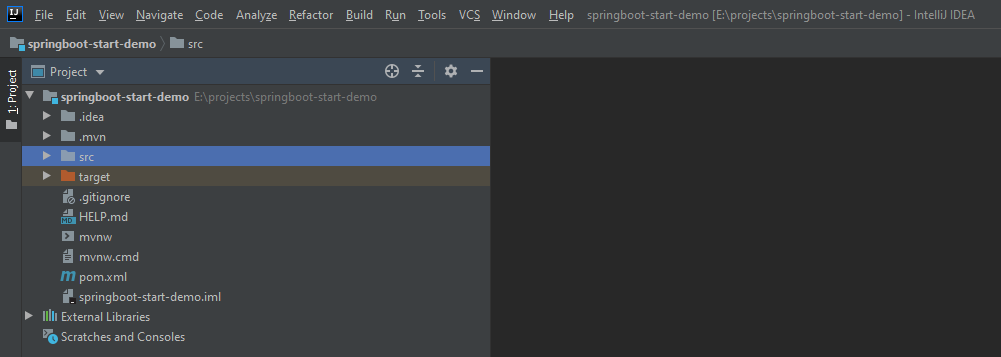 IJ File Edit View Navigate Code Analyze Refactor Build Run Tools VCS Window Help springboot-start-demo [E:\projects\springboot-start-demo] - IntelliJ IDEA
springboot-start-demo src
1: Project
Project
springboot-start-demo E:\projects\springboot-start-demo
.idea
.mvn
src
target
.gitignore
MD HELP.md
mvnw
mvnw.cmd
m pom.xml
springboot-start-demo.iml
External Libraries
Scratches and Consoles